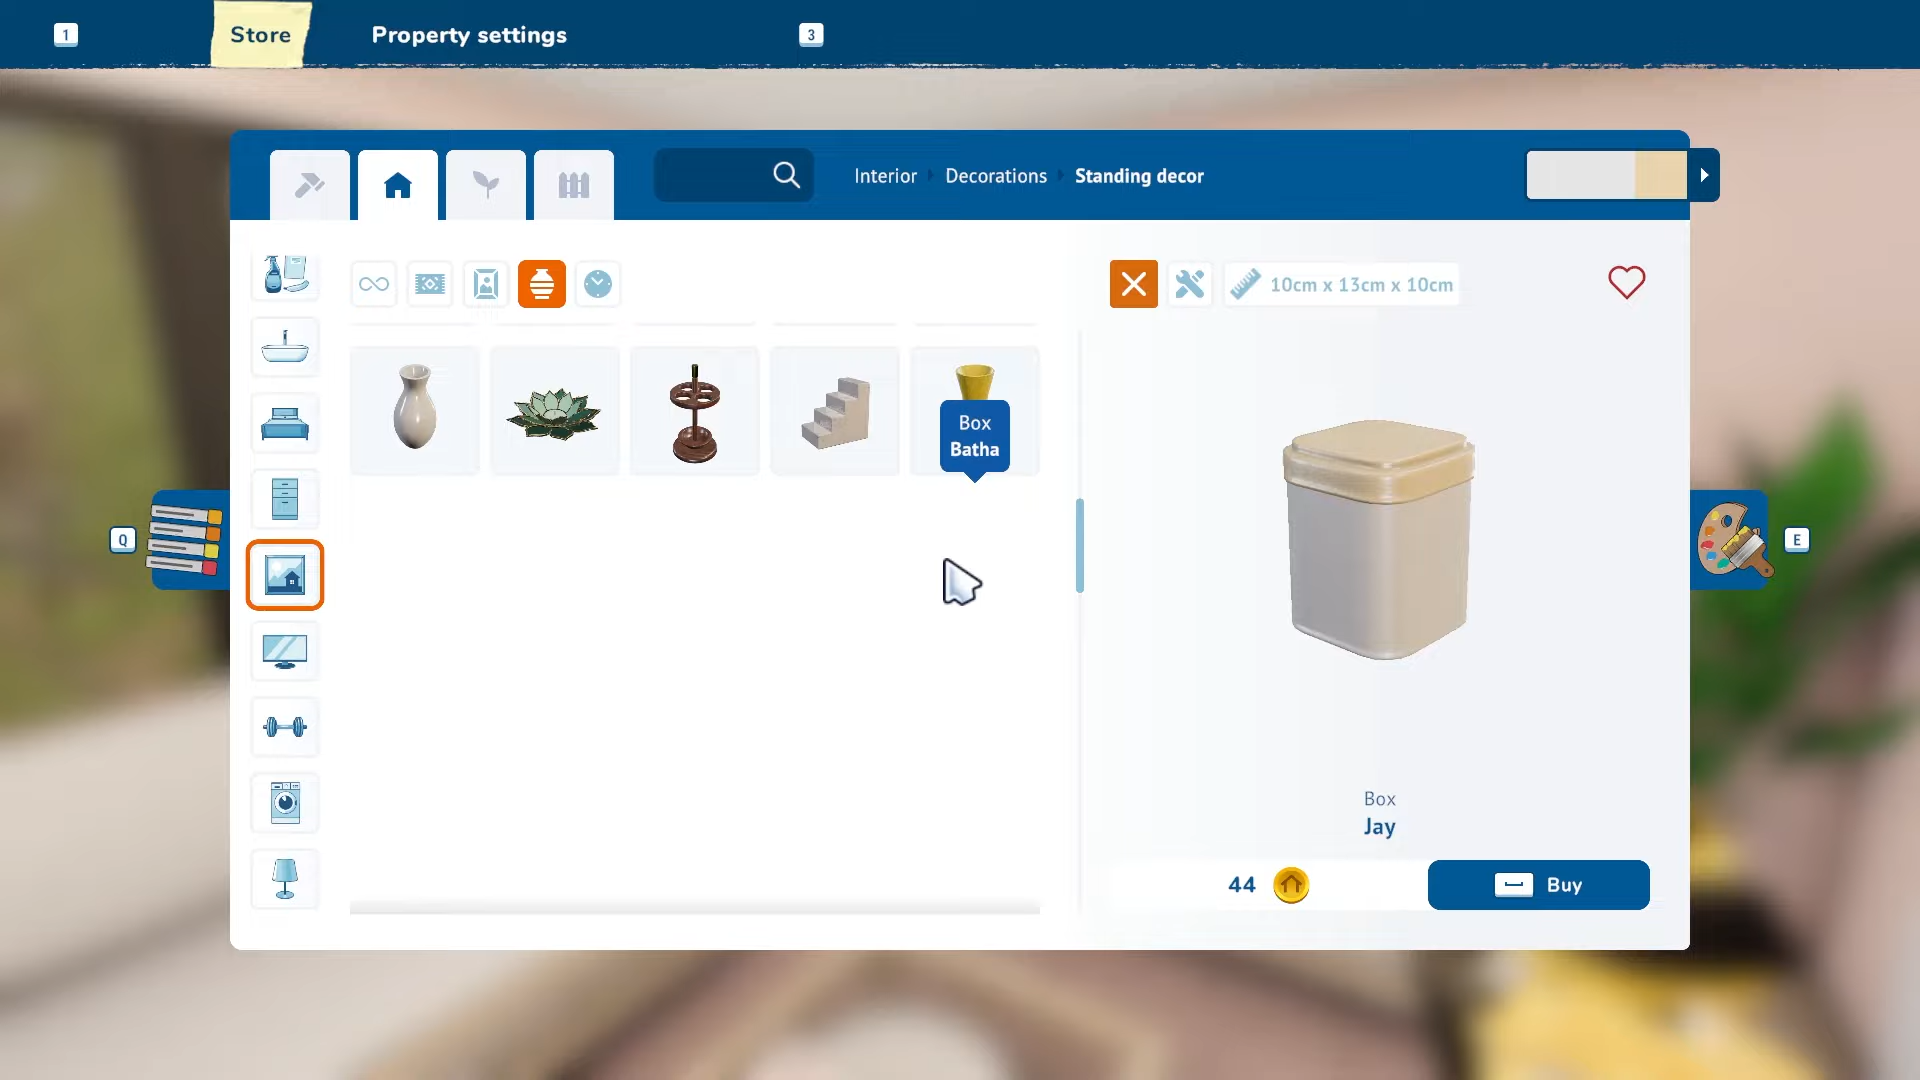 1
Store
Property settings
3
Interior
Decorations
Standing decor
10cm x 13cm x 10cm
Box
Batha
Q
E
Box
Jay
44
Buy